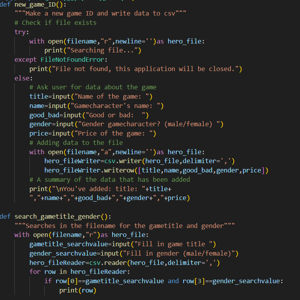 def new_game_ID():
    """Make a new game ID and write data to csv"""
    # Check if file exists
    try:
        with open(filename,"r",newline='')as hero_file:
            print("Searching file...")
    except FileNotFoundError:
        print("File not found, this application will be closed.")
    else:
        # Ask user for data about the game
        title=input("Name of the game: ")
        name=input("Gamecharacter's name: ")
        good_bad=input("Good or bad:  ")
        gender=input("Gender gamecharacter? (male/female) ")
        price=input("Price of the game: ")
        # Adding data to the file
        with open(filename,"a",newline='')as hero_file:
            hero_fileWriter=csv.writer(hero_file,delimiter=',')
            hero_fileWriter.writerow([title,name,good_bad,gender,price])
        # A summary of the data that has been added
        print("\nYou've added: title: "+title+
        ","+name+","+good_bad+","+gender+","+price)
def search_gametitle_gender():
    """Searches in the filename for the gametitle and gender"""
    with open(filename,"r")as hero_file:
        gametitle_searchvalue=input("Fill in game title ")
        gender_searchvalue=input("Fill in gender (male/female)")
        hero_fileReader=csv.reader(hero_file,delimiter=',')
        for row in hero_fileReader:
            if row[0]==gametitle_searchvalue and row[3]==gender_searchvalue:
                print(row)